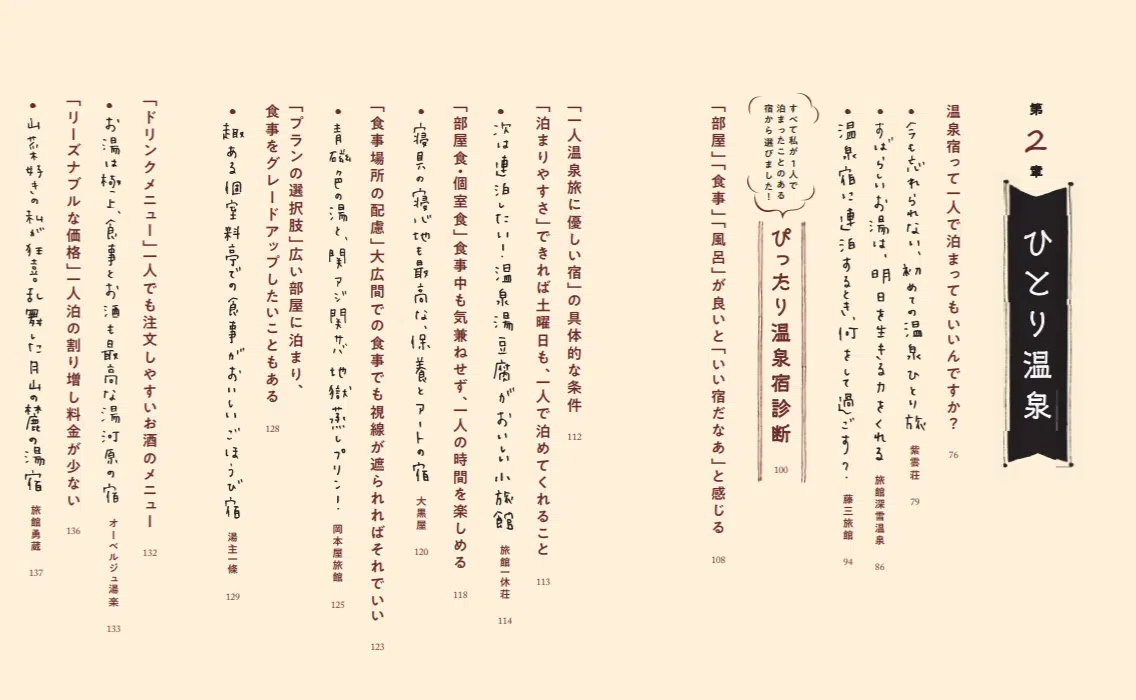 第2章
ひとり温泉
温泉宿って一人で泊まってもいいんですか? 76
●今も忘れられない、初めての温泉ひとり旅 紫雲荘 79
●すばらしいお湯は、明日を生きる力をくれる 旅館深雪温泉 86
●温泉宿に連泊するとき、何をして過ごす? 藤三旅館 94
すべて私が1人で
泊まったことのある
宿から選びました!
ぴったり温泉宿診断 100
「部屋」「食事」「風呂」が良いと「いい宿だなあ」と感じる 108
「一人温泉旅に優しい宿」の具体的な条件 112
「泊まりやすさ」できれば土曜日も、一人で泊めてくれること 113
●次は連泊したい!温泉湯豆腐がおいしい小旅館 旅館一休荘 114
「部屋食・個室食」食事中も気兼ねせず、一人の時間を楽しめる 118
●寝具の寝心地も最高な、保養とアートの宿 大黒屋 120
「食事場所の配慮」大広間での食事でも視線が遮られればそれでいい 123
●青磁色の湯と、関アジ関サバ地獄蒸しプリン! 岡本屋旅館 125
「プランの選択肢」広い部屋に泊まり、
食事をグレードアップしたいこともある 128
●趣ある個室料亭での食事がおいしいごほうび宿 湯主一條 129
「ドリンクメニュー」一人でも注文しやすいお酒のメニュー 132
●お湯は極上、食事とお酒も最高な湯河原の宿 オーベルジュ湯楽 133
「リーズナブルな価格」一人泊の割り増し料金が少ない 136
●山菜好きの私が狂喜乱舞した月山の麓の湯宿 旅館勇蔵 137